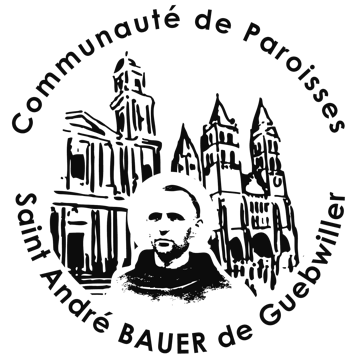 Communauté de Paroisses
Saint André BAUER de Guebwiller